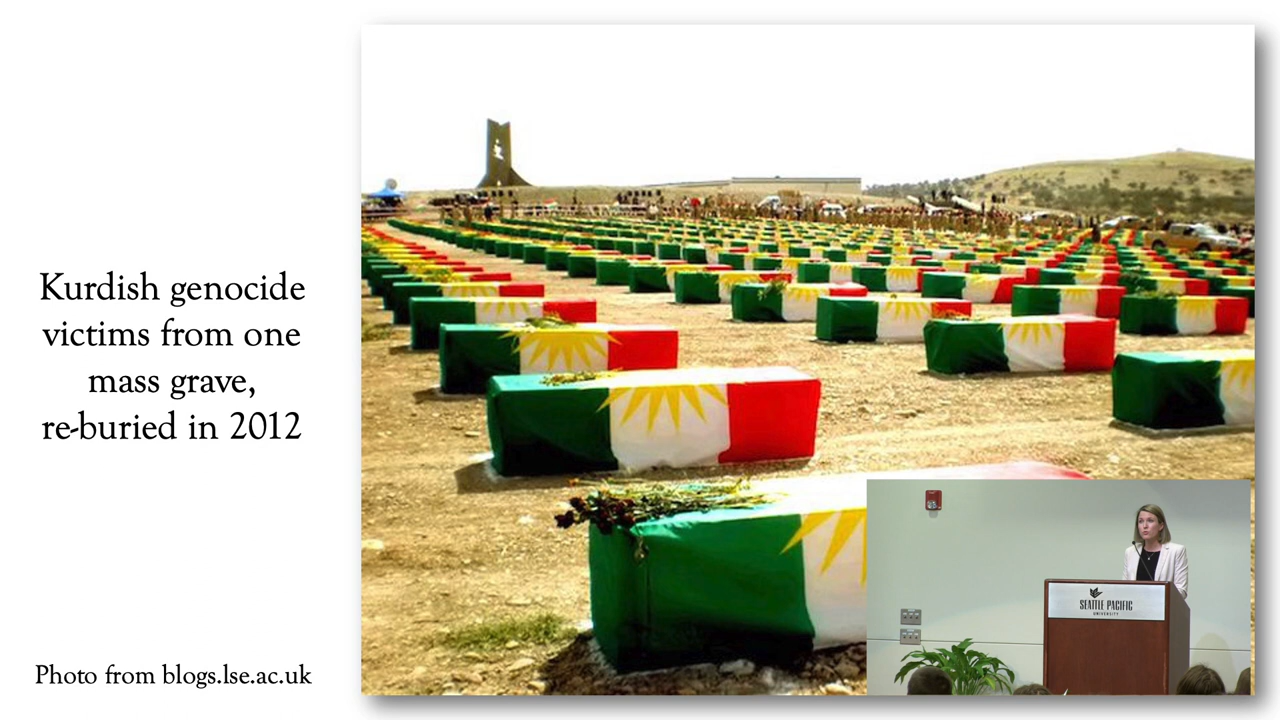 Kurdish genocide
victims from one
mass grave,
re-buried in 2012
Photo from blogs.lse.ac.uk
SEATTLE PACIFIC
UNIVERSITY